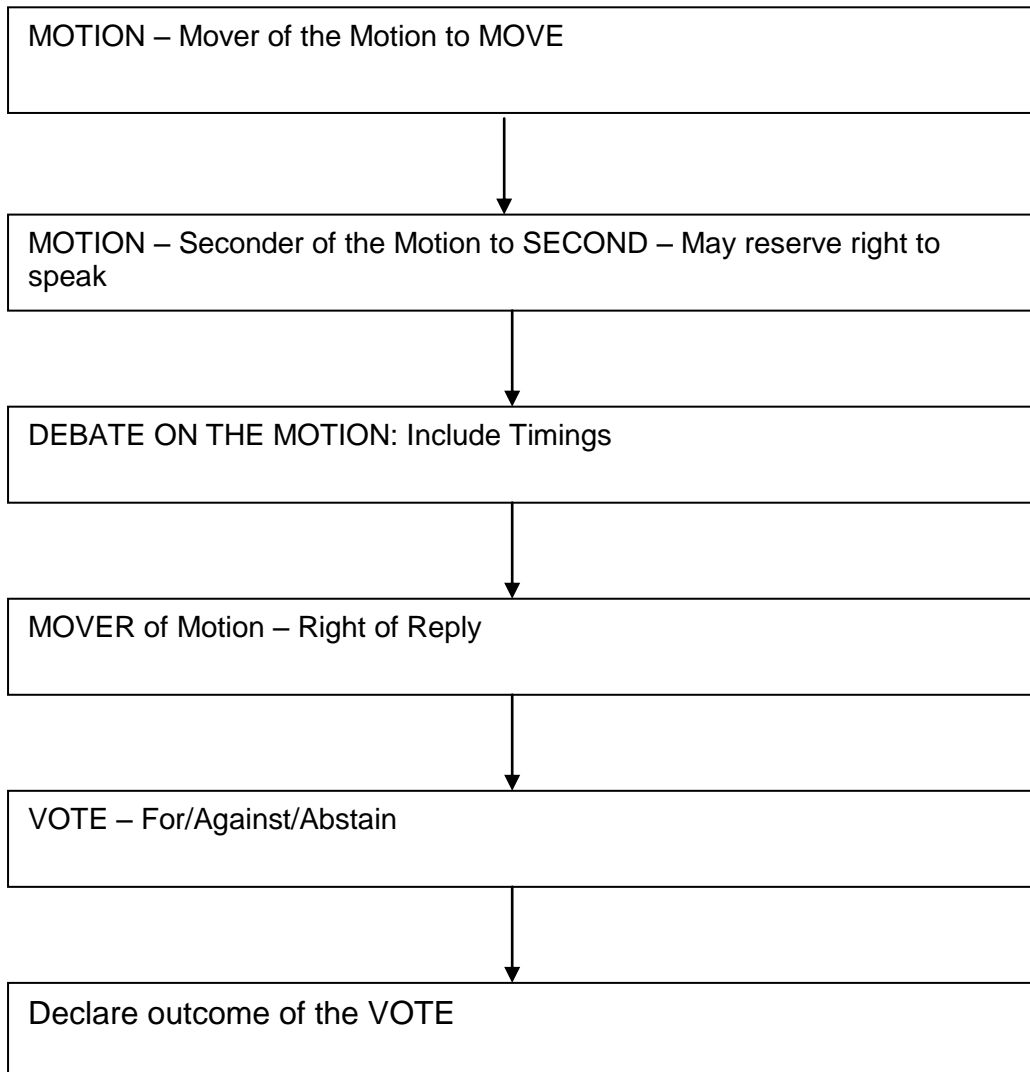 MOTION – Mover of the Motion to MOVE
MOTION – Seconder of the Motion to SECOND – May reserve right to
speak
DEBATE ON THE MOTION: Include Timings
MOVER of Motion – Right of Reply
VOTE – For/Against/Abstain
Declare outcome of the VOTE